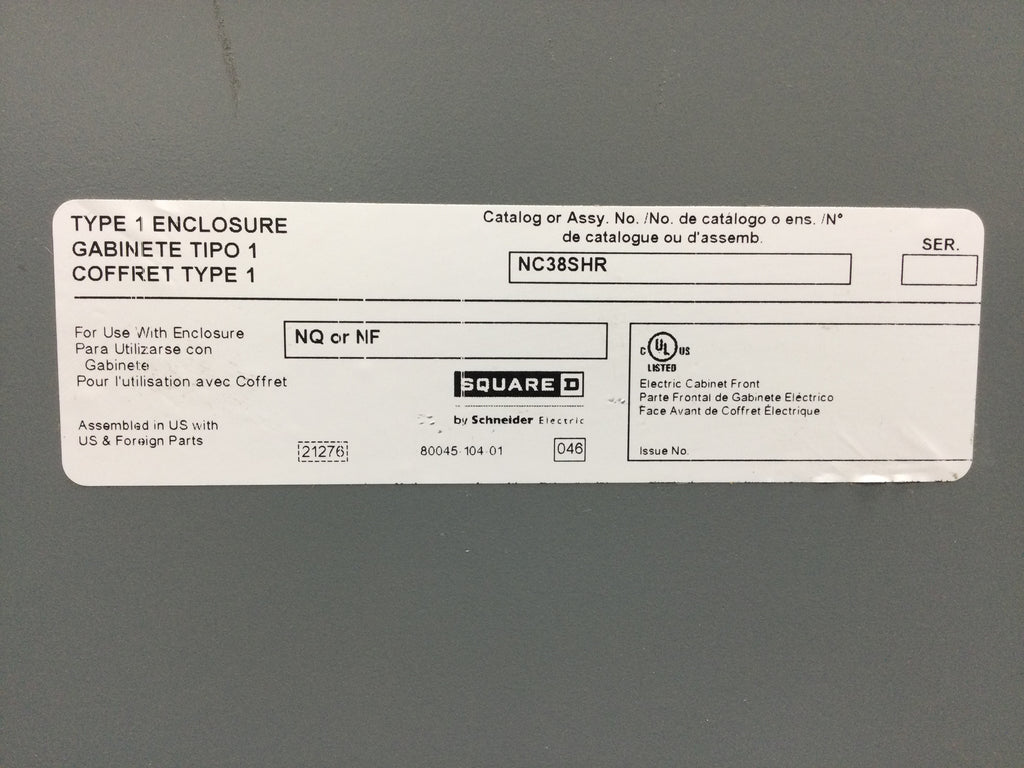 TYPE 1 ENCLOSURE
GABINETE TIPO 1
COFFRET TYPE 1
Catalog or Assy. No. /No. de catálogo o ens. /N°
de catalogue ou d'assemb.
NC38SHR
SER.
For Use With Enclosure
Para Utilizarse con
Gabinete
Pour l'utilisation avec Coffret
NQ or NF
SQUARE D
by Schneider Electric
Assembled in US with
US & Foreign Parts
21276
80045-104-01
046
C UL US
LISTED
Electric Cabinet Front
Parte Frontal de Gabinete Eléctrico
Face Avant de Coffret Électrique
Issue No.